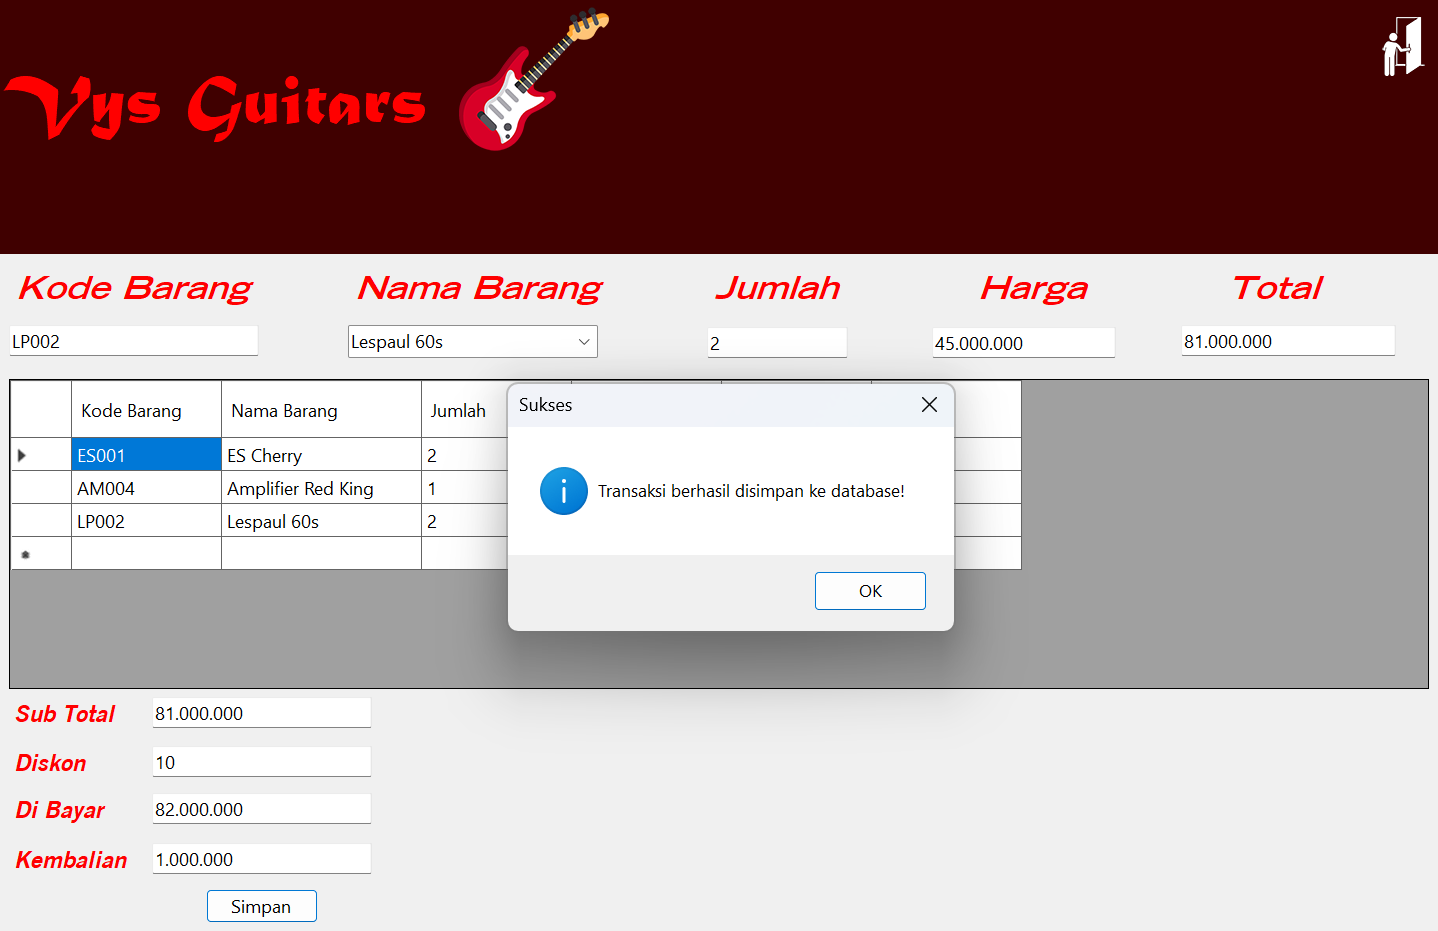 Vys Guitars
Kode Barang Nama Barang Jumlah Harga Total
LP002 Lespaul 60s 2 45.000.000 81.000.000
Kode Barang Nama Barang Jumlah
ES001 ES Cherry 2
AM004 Amplifier Red King 1
LP002 Lespaul 60s 2
Sukses
Transaksi berhasil disimpan ke database!
OK
Sub Total 81.000.000
Diskon 10
Di Bayar 82.000.000
Kembalian 1.000.000
Simpan